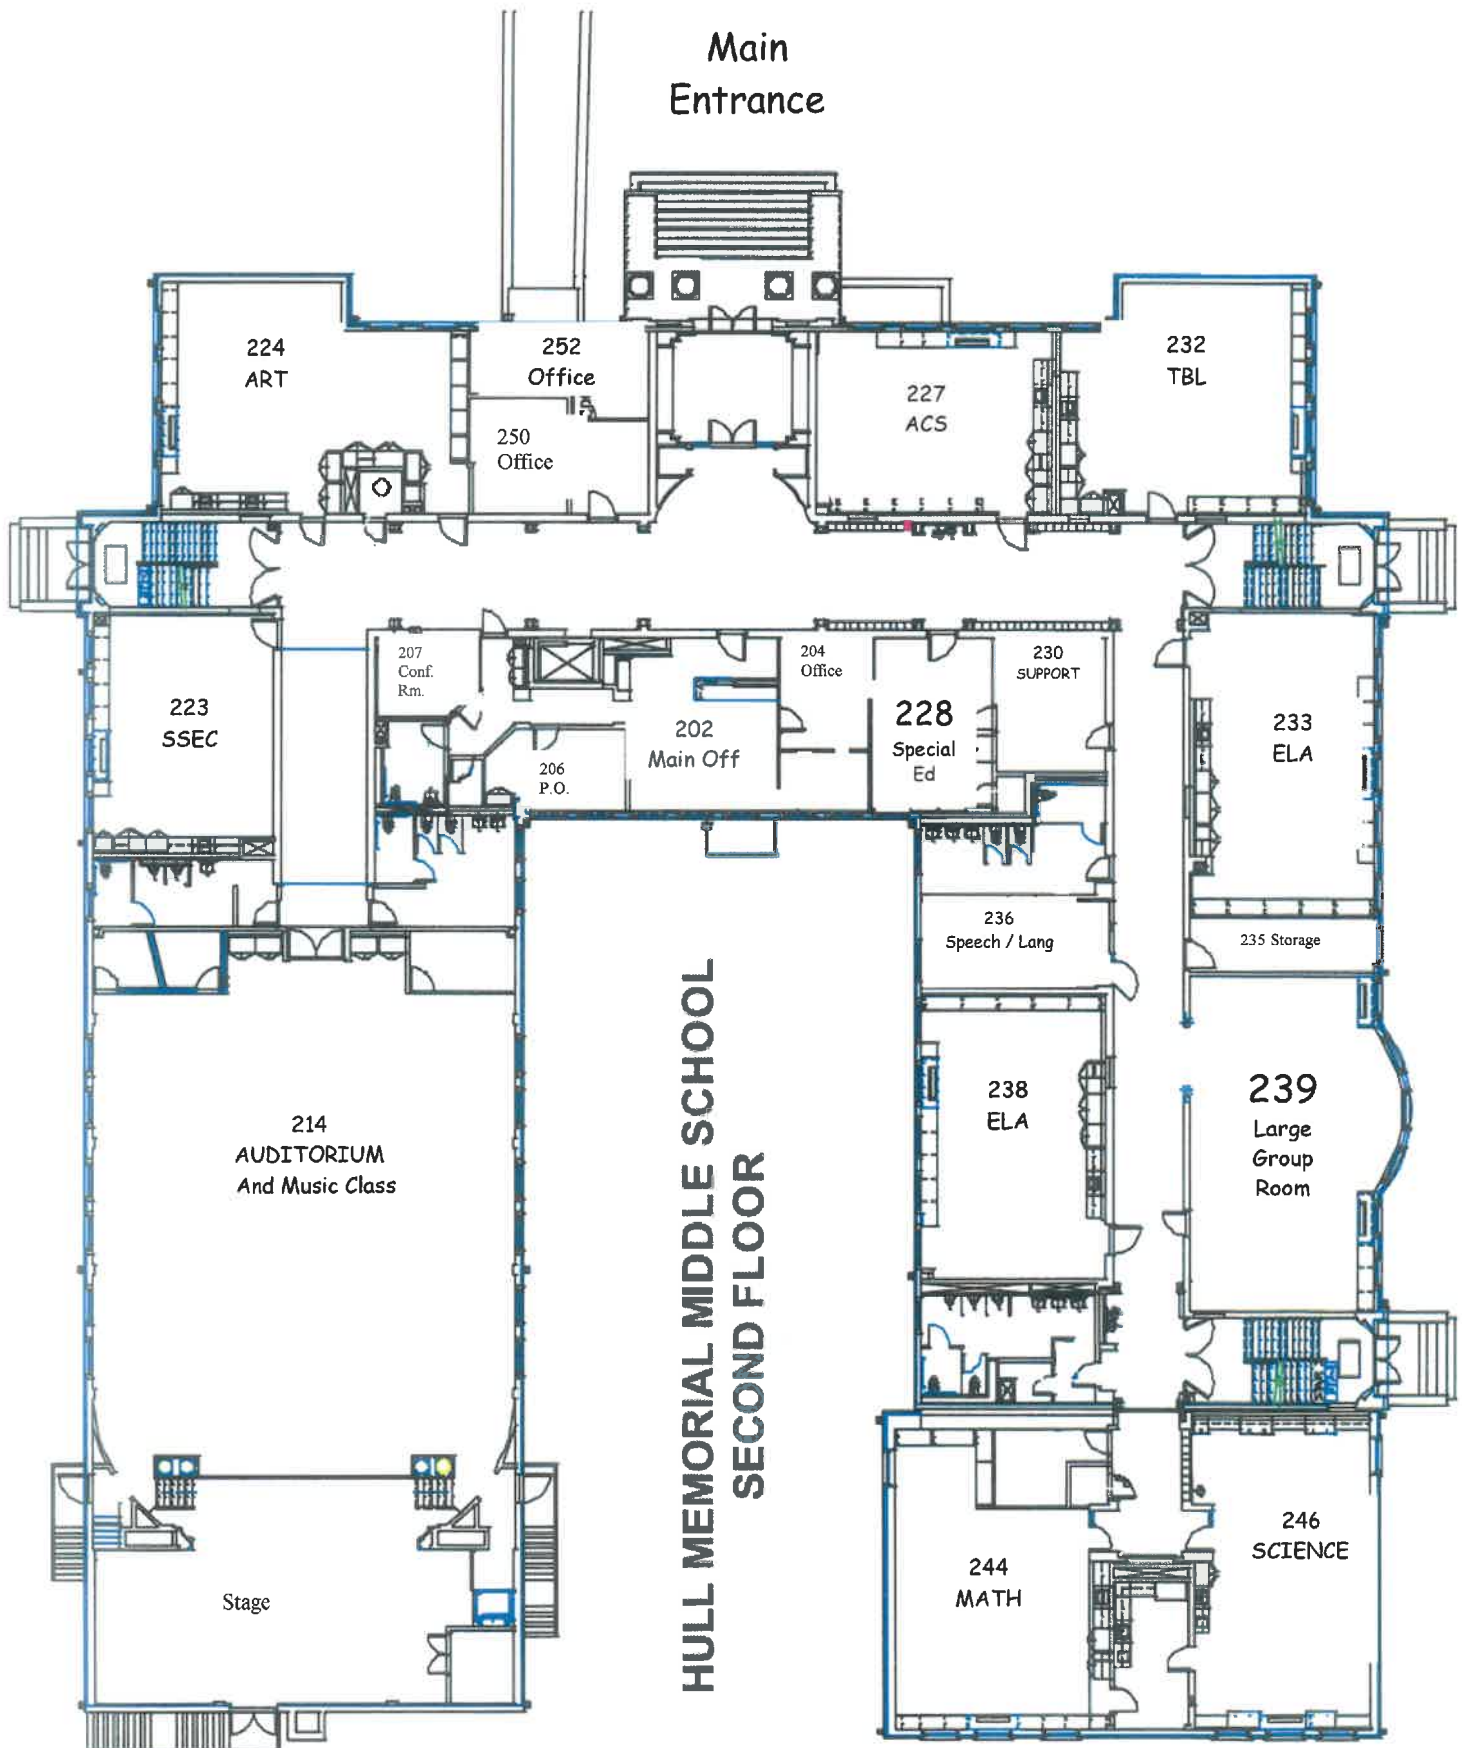 Main
Entrance
224
ART
252
Office
250
Office
227
ACS
232
TBL
207
Conf.
Rm.
204
Office
230
SUPPORT
223
SSEC
202
Main Off
228
Special
Ed
206
P.O.
233
ELA
236
Speech / Lang
235 Storage
214
AUDITORIUM
And Music Class
238
ELA
239
Large
Group
Room
HULL MEMORIAL MIDDLE SCHOOL
SECOND FLOOR
Stage
244
MATH
246
SCIENCE